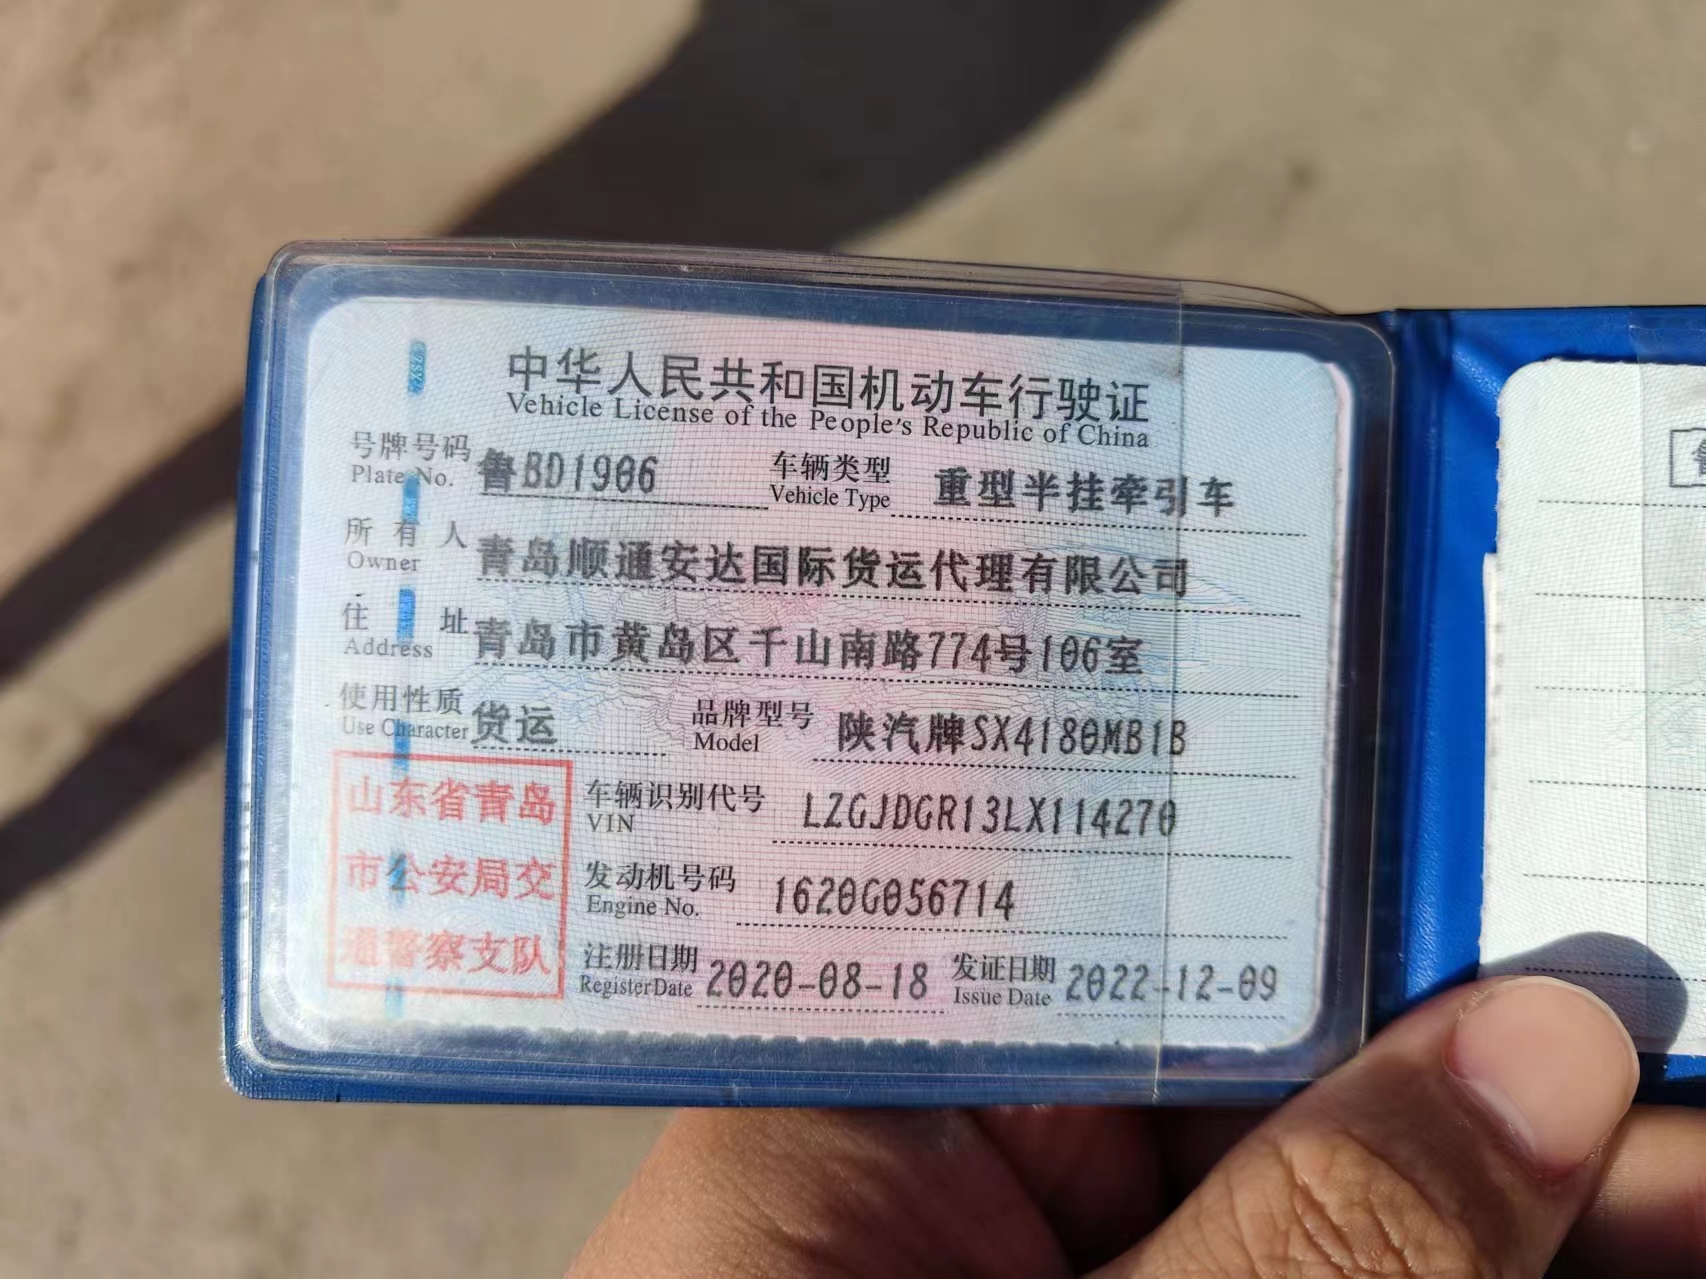 中华人民共和国机动车行驶证
Vehicle License of the People's Republic of China
号牌号码 鲁BD1906 车辆类型 重型半挂牵引车
Plate No. Vehicle Type
所有人 青岛顺通安达国际货运代理有限公司
Owner
住址 青岛市黄岛区千山南路774号106室
Address
使用性质 货运 品牌型号 陕汽牌SX4180MB1B
Use Character Model
山东省青岛
市公安局交
通警察支队
车辆识别代号 LZGJDGR13LX114270
VIN
发动机号码 1620G056714
Engine No.
注册日期 2020-08-18 发证日期 2022-12-09
Register Date Issue Date